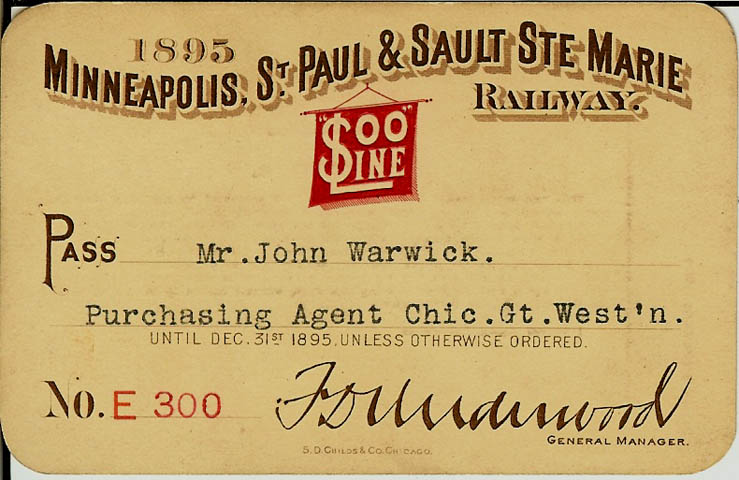 1895
MINNEAPOLIS, ST PAUL & SAULT STE MARIE
RAILWAY.
"SOO"
LINE
PASS Mr.John Warwick.
Purchasing Agent Chic.Gt.West'n.
UNTIL DEC. 31ST 1895, UNLESS OTHERWISE ORDERED.
No. E 300 F D Underwood
GENERAL MANAGER.
S. D. CHILDS & CO. CHICAGO.